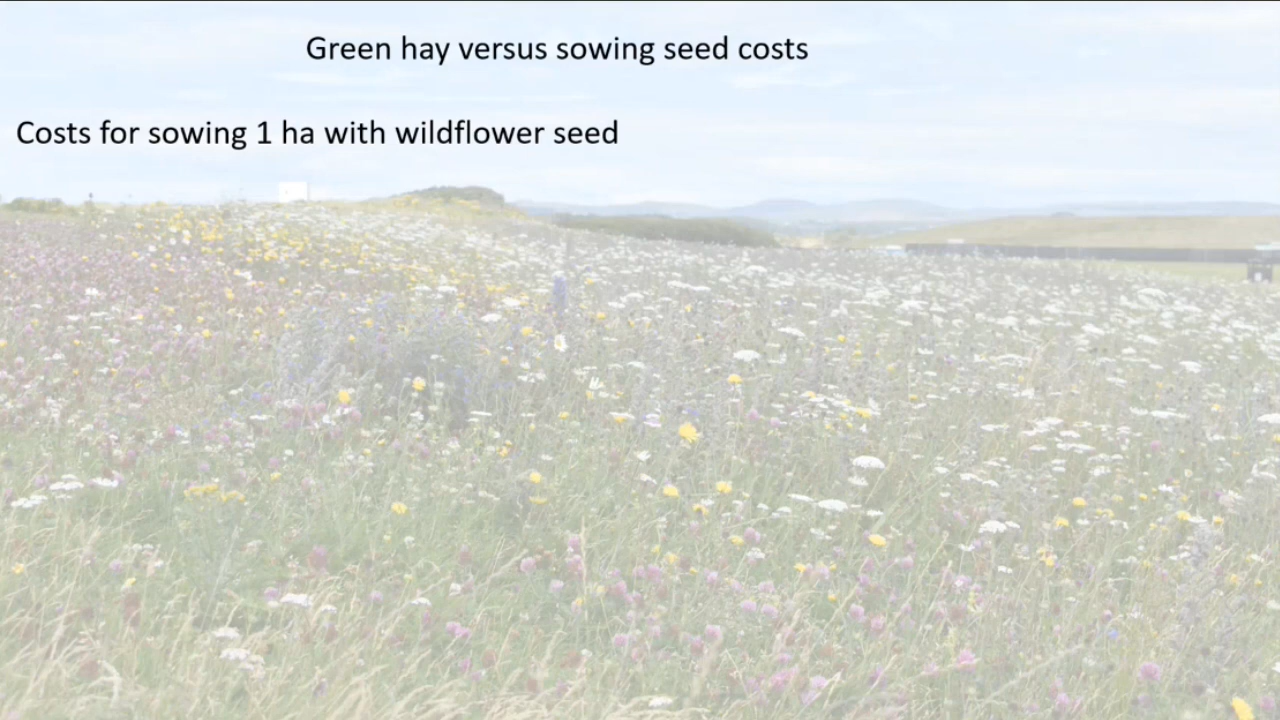 Green hay versus sowing seed costs
Costs for sowing 1 ha with wildflower seed